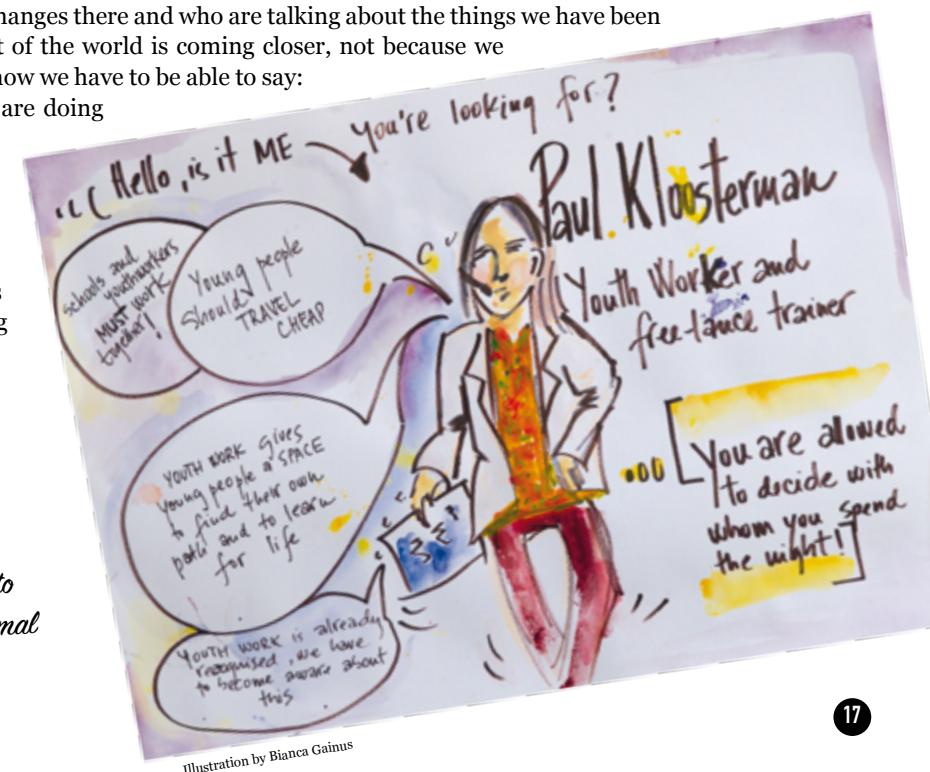 hanges there and who are talking about the things we have been
t of the world is coming closer, not because we
now we have to be able to say:
are doing
s
g
to
mal
Hello, is it ME
you're looking for?
Paul Kloosterman
Youth Worker and
free-lance trainer
Schools and
youthworkers
MUST work
together!
Young people
should
TRAVEL
CHEAP
YOUTH WORK gives
young people a SPACE
to find their own
path and to learn
for life
YOUTH WORK is already
recognised, we have
to become aware about
this
You are allowed
to decide with
whom you spend
the night!
Illustration by Bianca Gainus
17